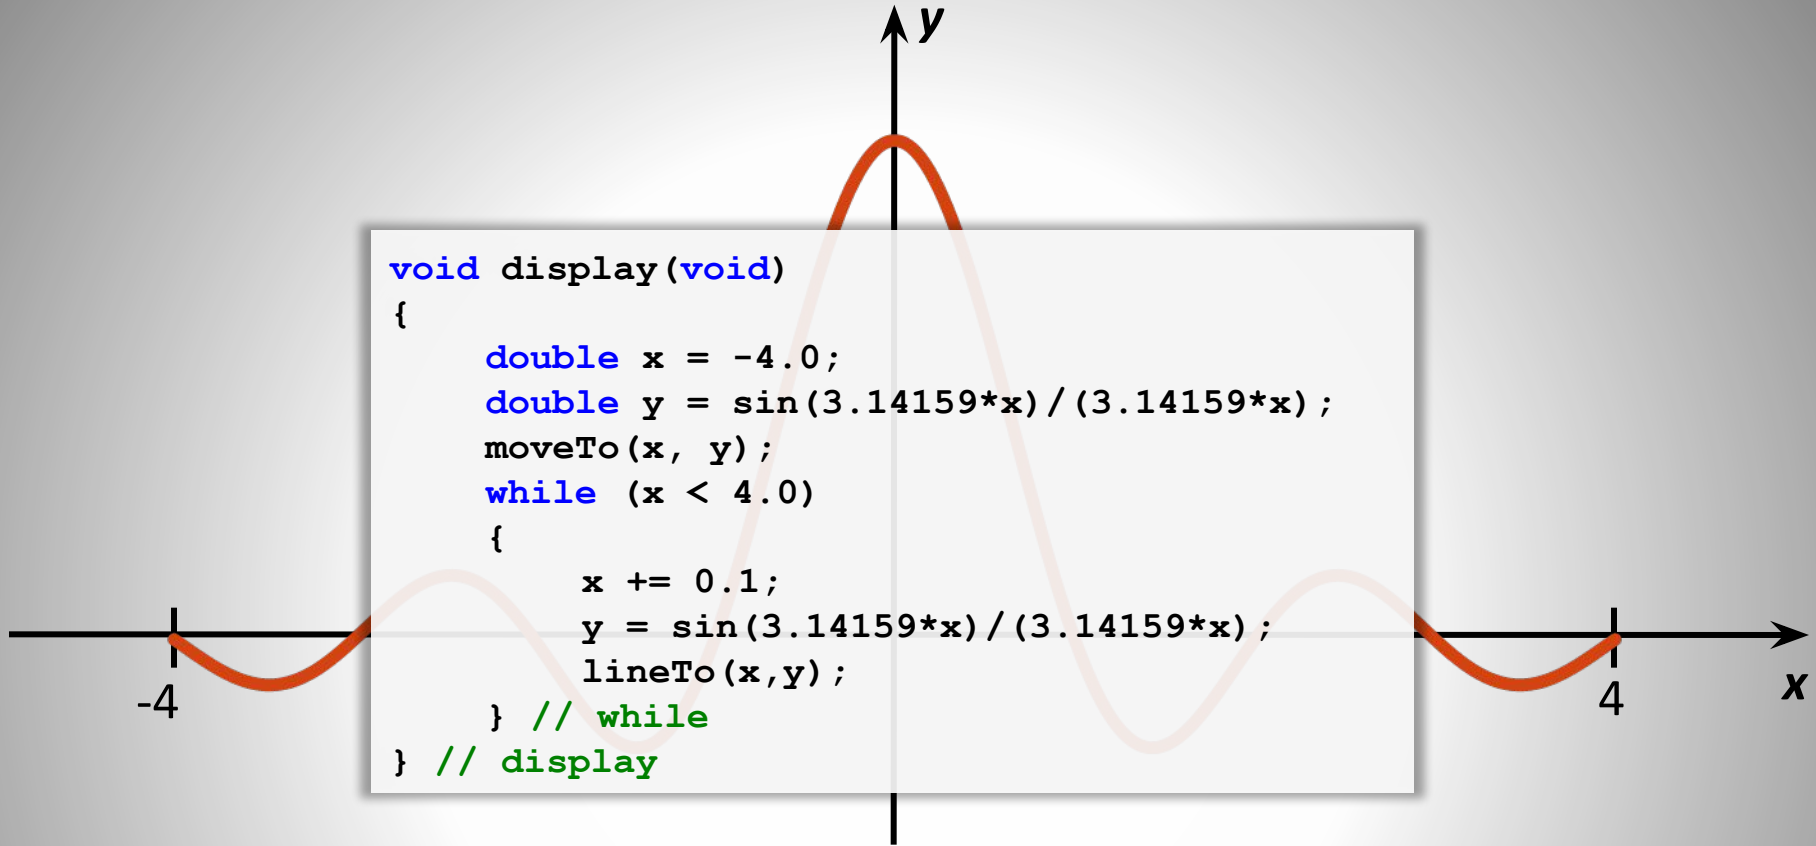 y
void display(void)
{
double x = -4.0;
double y = sin(3.14159*x)/(3.14159*x);
moveTo(x, y);
while (x < 4.0)
{
x += 0.1;
y = sin(3.14159*x)/(3.14159*x);
lineTo(x,y);
} // while
} // display
-4
4
x